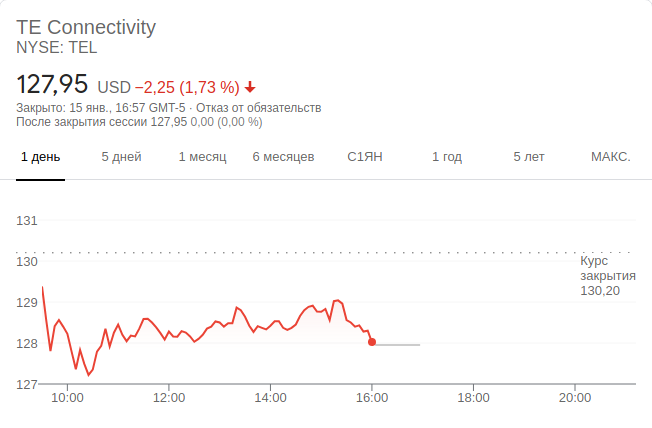 TE Connectivity
NYSE: TEL
127,95 USD −2,25 (1,73 %)
Закрыто: 15 янв., 16:57 GMT-5 · Отказ от обязательств
После закрытия сессии 127,95 0,00 (0,00 %)
1 день 5 дней 1 месяц 6 месяцев С1ЯН 1 год 5 лет МАКС.
131
130
129
128
127
Курс
закрытия
130,20
10:00 12:00 14:00 16:00 18:00 20:00